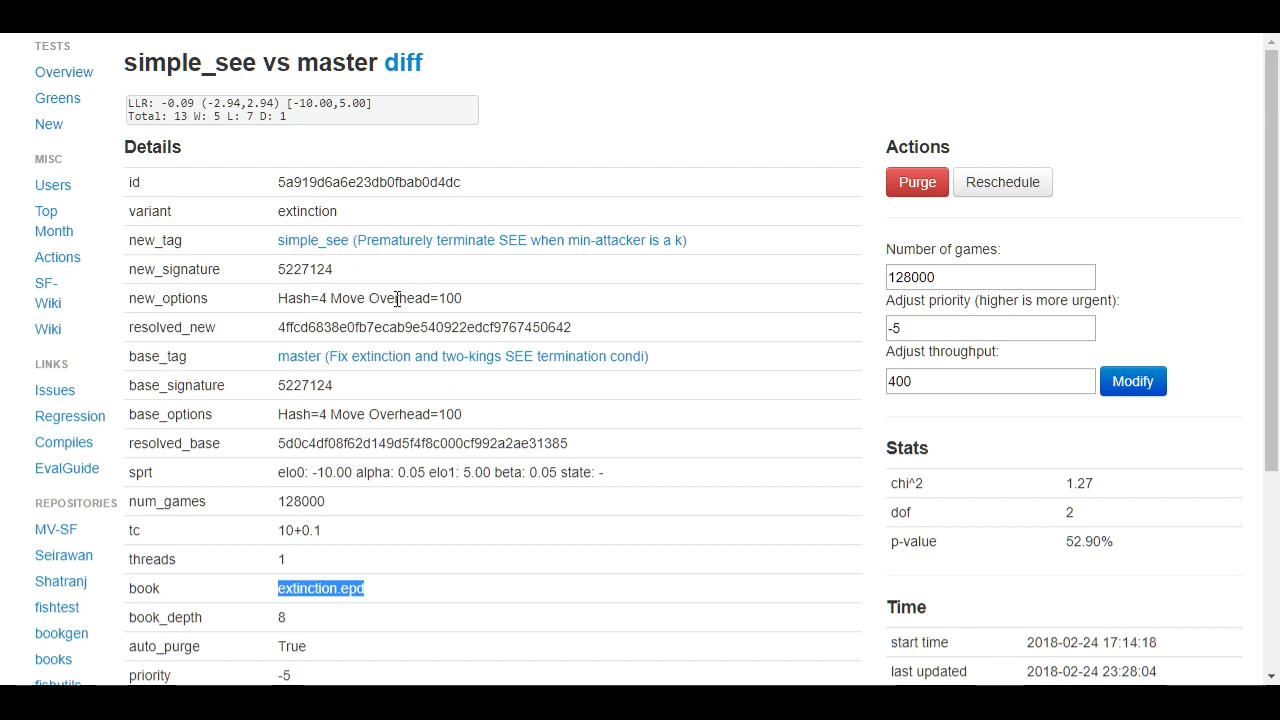 TESTS
Overview
Greens
New
MISC
Users
Top
Month
Actions
SF-
Wiki
Wiki
LINKS
Issues
Regression
Compiles
EvalGuide
REPOSITORIES
MV-SF
Seirawan
Shatranj
fishtest
bookgen
books
fishutils
simple_see vs master diff
LLR: -0.09 (-2.94,2.94) [-10.00,5.00]
Total: 13 W: 5 L: 7 D: 1
Details
id 5a919d6a6e23db0fbab0d4dc
variant extinction
new_tag simple_see (Prematurely terminate SEE when min-attacker is a k)
new_signature 5227124
new_options Hash=4 Move Overhead=100
resolved_new 4ffcd6838e0fb7ecab9e540922edcf9767450642
base_tag master (Fix extinction and two-kings SEE termination condi)
base_signature 5227124
base_options Hash=4 Move Overhead=100
resolved_base 5d0c4df08f62d149d5f4f8c000cf992a2ae31385
sprt elo0: -10.00 alpha: 0.05 elo1: 5.00 beta: 0.05 state: -
num_games 128000
tc 10+0.1
threads 1
book extinction.epd
book_depth 8
auto_purge True
priority -5
Actions
Purge Reschedule
Number of games:
128000
Adjust priority (higher is more urgent):
-5
Adjust throughput:
400 Modify
Stats
chi^2 1.27
dof 2
p-value 52.90%
Time
start time 2018-02-24 17:14:18
last updated 2018-02-24 23:28:04